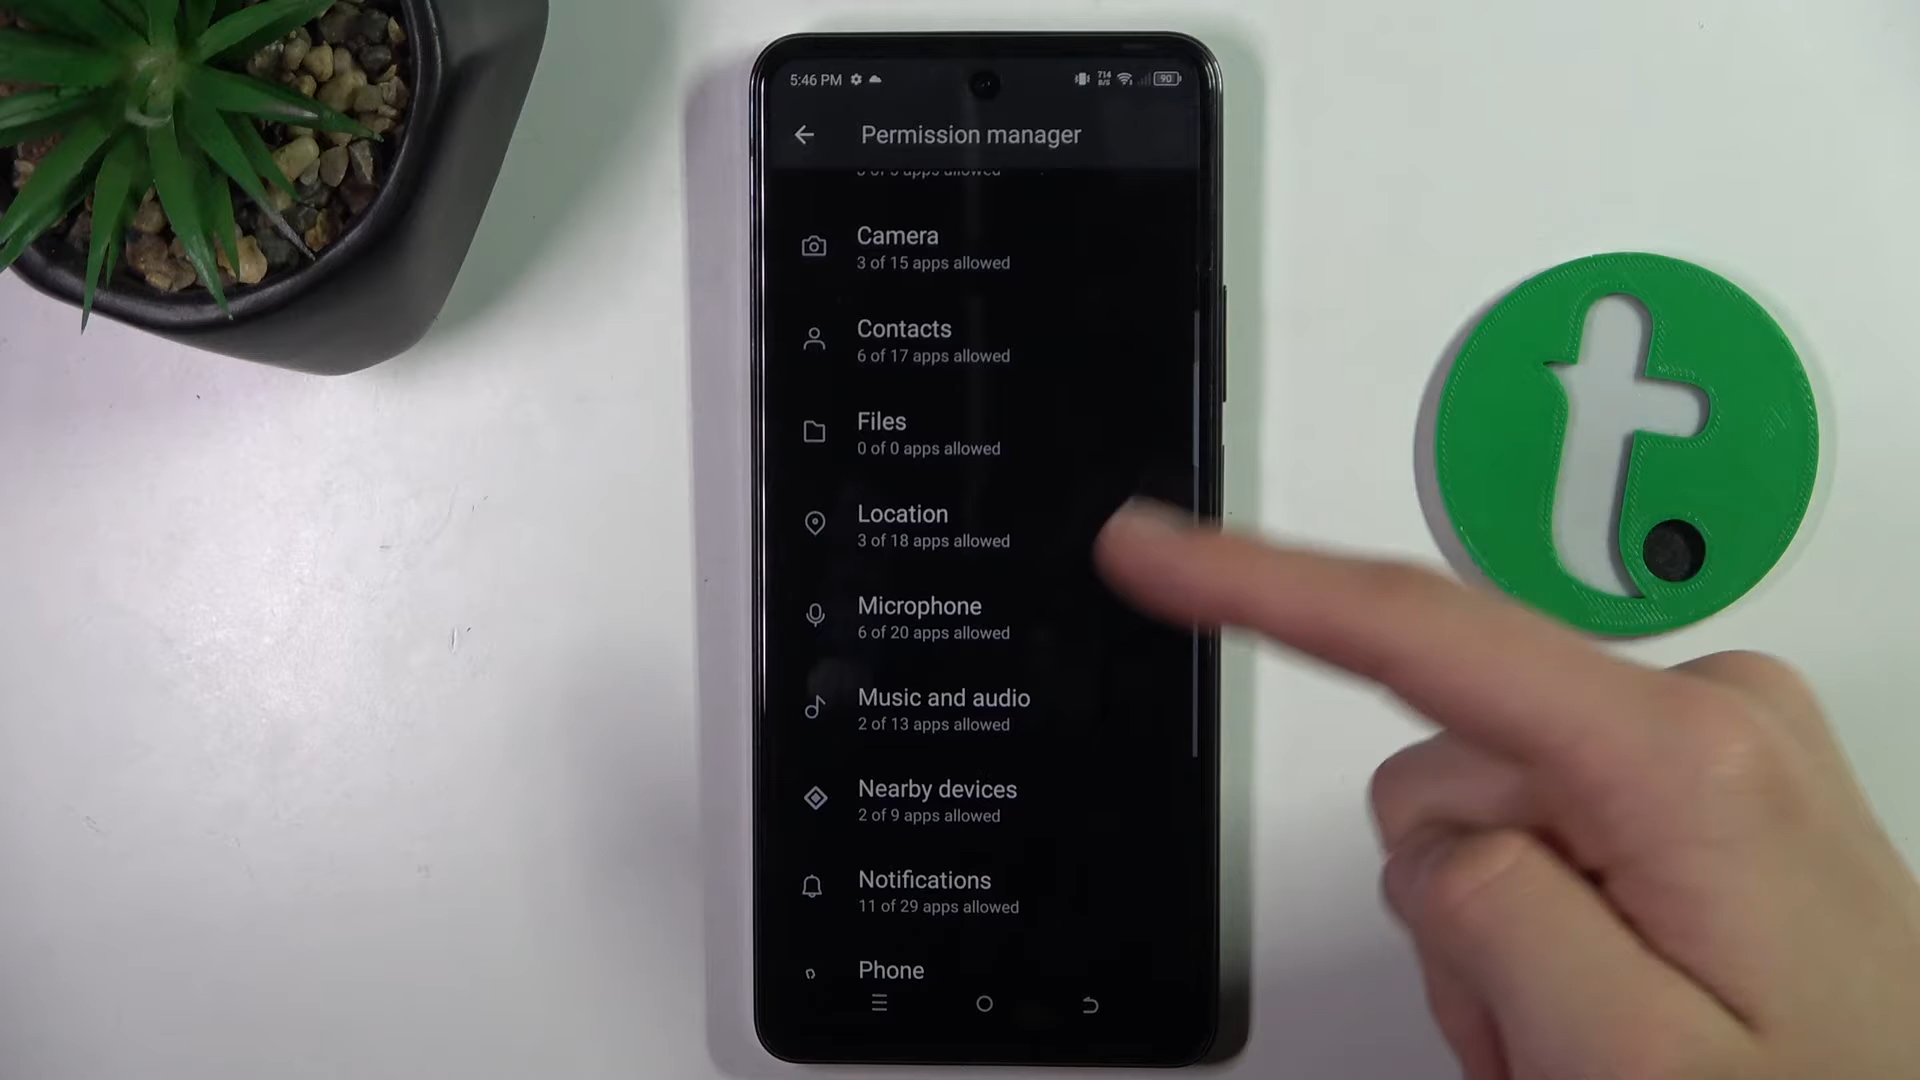 5:46 PM
714
B/S
90
Permission manager
apps allowed
Camera
3 of 15 apps allowed
Contacts
6 of 17 apps allowed
Files
0 of 0 apps allowed
Location
3 of 18 apps allowed
Microphone
6 of 20 apps allowed
Music and audio
2 of 13 apps allowed
Nearby devices
2 of 9 apps allowed
Notifications
11 of 29 apps allowed
Phone
t